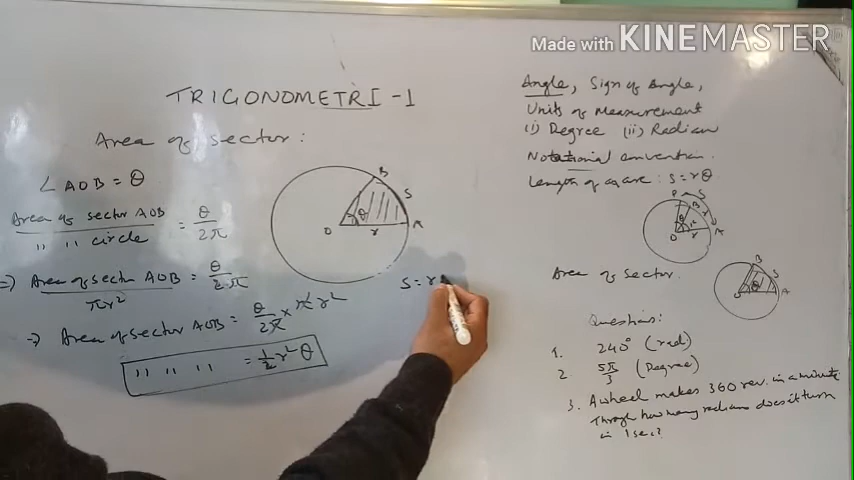 Made with KINEMASTER
TRIGONOMETRI-1
Area of sector:
∠AOB = θ
Area of sector AOB / " " circle = θ/2π
=> Area of sector AOB / πr² = θ/2π
=> Area of sector AOB = θ/2π × πr²
" " " = 1/2 r² θ
B
S
θ
O
r
A
S = r
Angle, Sign of Angle,
Units of Measurement
(i) Degree (ii) Radian
Notational convention.
Length of an arc: S = rθ
P
S
B
θ
r
O
A
Area of Sector.
B
S
θ
O
A
Questions:
1. 240° (rad)
2 5π/3 (Degree)
3. A wheel makes 360 rev. in a minute
Through how many radians does it turn
in 1 sec?